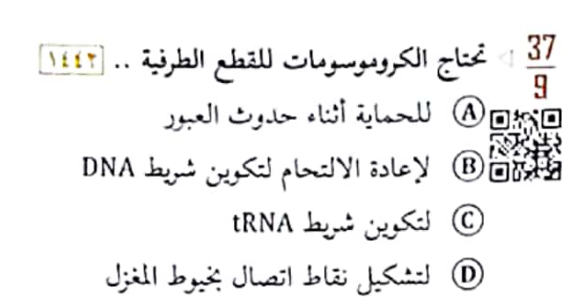 37
9
تحتاج الكروموسومات للقطع الطرفية .. ١٤٤٢
A للحماية أثناء حدوث العبور
B لإعادة الالتحام لتكوين شريط DNA
C لتكوين شريط tRNA
D لتشكيل نقاط اتصال بخيوط المغزل